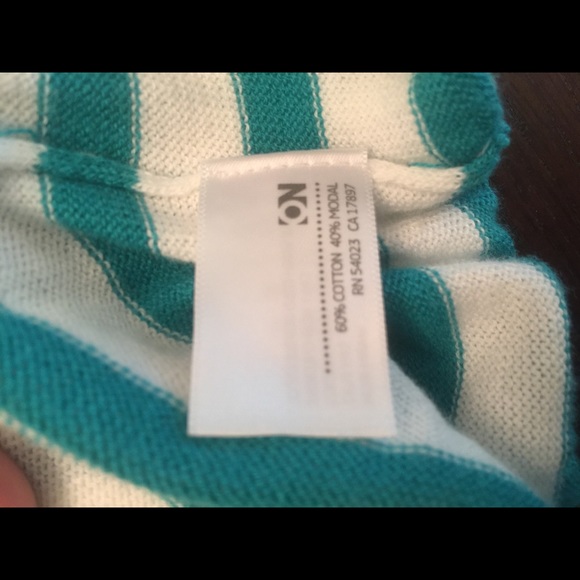 ON
60% COTTON 40% MODAL
RN 54023 CA 17897